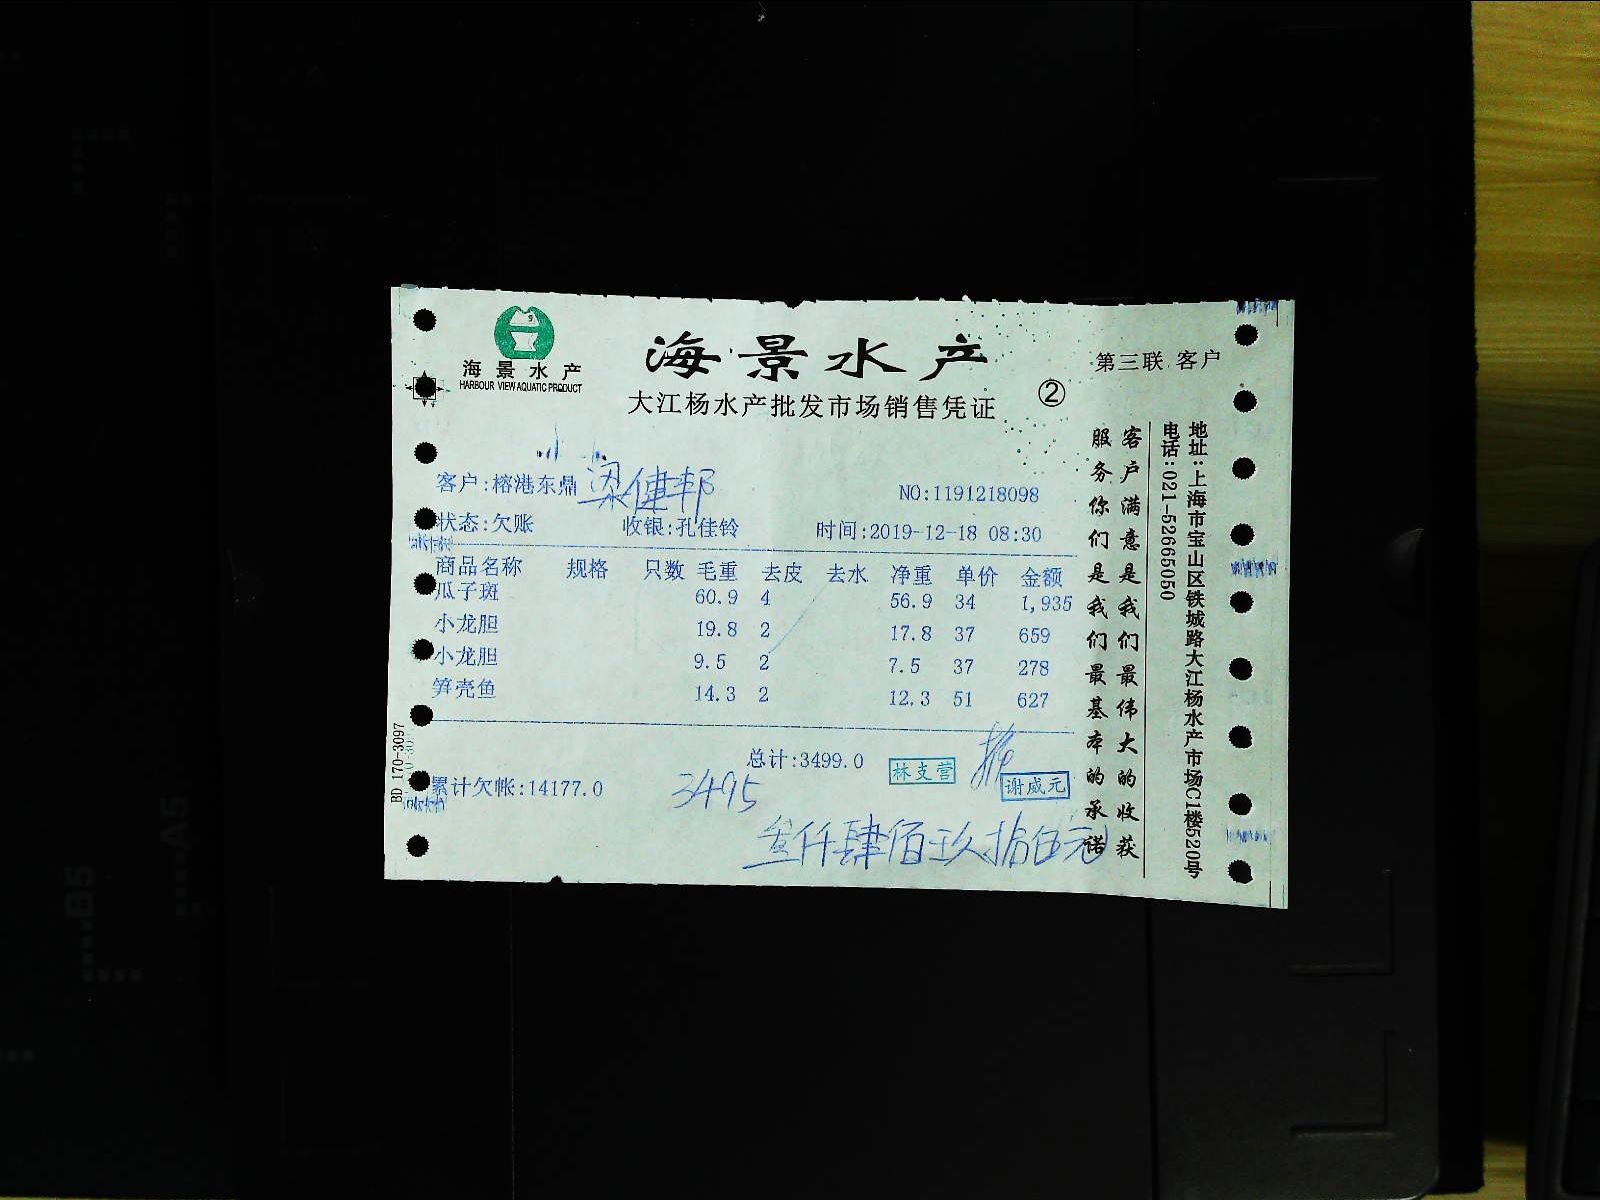 海景水产
HARBOUR VIEW AQUATIC PRODUCT
海景水产
大江杨水产批发市场销售凭证
②
第三联 客户
客户:榕港东鼎 梁健邦
NO:1191218098
状态:欠账 收银:孔佳铃 时间:2019-12-18 08:30
商品名称 规格 只数 毛重 去皮 去水 净重 单价 金额
瓜子斑 60.9 4 56.9 34 1,935
小龙胆 19.8 2 17.8 37 659
小龙胆 9.5 2 7.5 37 278
笋壳鱼 14.3 2 12.3 51 627
总计:3499.0
林支营
谢威元
累计欠帐:14177.0
3495
叁仟肆佰玖拾伍元
客户满意是我们最伟大的收获
服务你们是我们最基本的承诺
地址:上海市宝山区铁城路大江杨水产市场C1楼520号
电话:021-52665050
BD 170-3097
A5
B5